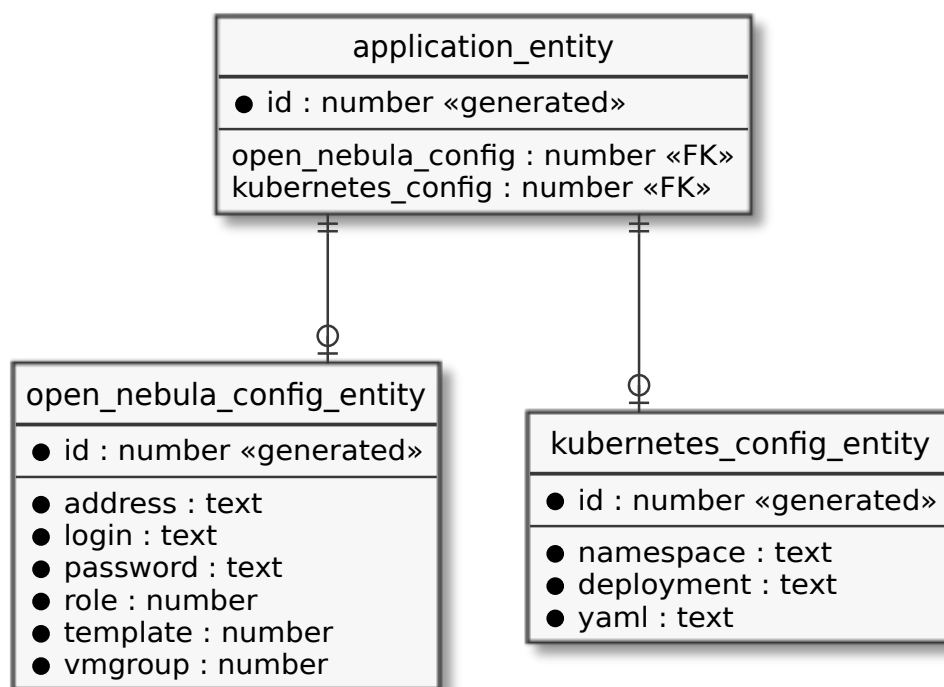 application_entity
id : number «generated»
open_nebula_config : number «FK»
kubernetes_config : number «FK»
open_nebula_config_entity
id : number «generated»
address : text
login : text
password : text
role : number
template : number
vmgroup : number
kubernetes_config_entity
id : number «generated»
namespace : text
deployment : text
yaml : text